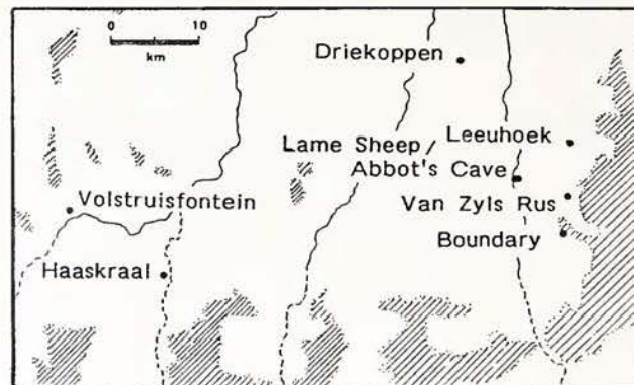 0 10
km
Driekoppen
Lame Sheep/ Leeuhoek
Abbot's Cave
Volstruisfontein Van Zyls Rus
Boundary
Haaskraal